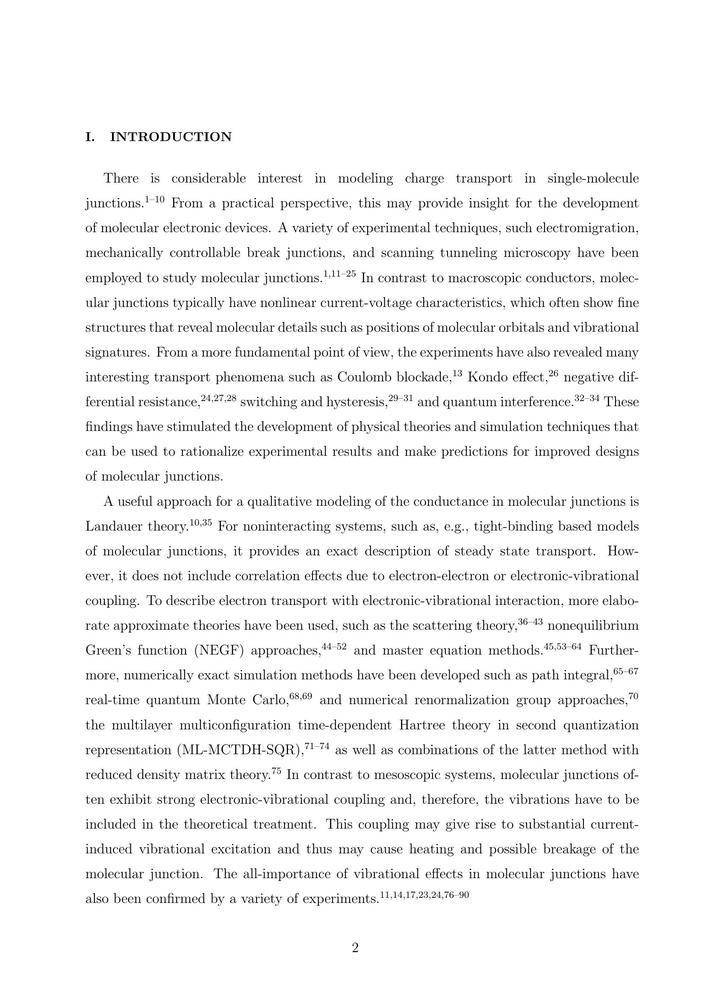 I. INTRODUCTION
There is considerable interest in modeling charge transport in single-molecule
junctions.1–10 From a practical perspective, this may provide insight for the development
of molecular electronic devices. A variety of experimental techniques, such electromigration,
mechanically controllable break junctions, and scanning tunneling microscopy have been
employed to study molecular junctions.1,11–25 In contrast to macroscopic conductors, molec-
ular junctions typically have nonlinear current-voltage characteristics, which often show fine
structures that reveal molecular details such as positions of molecular orbitals and vibrational
signatures. From a more fundamental point of view, the experiments have also revealed many
interesting transport phenomena such as Coulomb blockade,13 Kondo effect,26 negative dif-
ferential resistance,24,27,28 switching and hysteresis,29–31 and quantum interference.32–34 These
findings have stimulated the development of physical theories and simulation techniques that
can be used to rationalize experimental results and make predictions for improved designs
of molecular junctions.
A useful approach for a qualitative modeling of the conductance in molecular junctions is
Landauer theory.10,35 For noninteracting systems, such as, e.g., tight-binding based models
of molecular junctions, it provides an exact description of steady state transport. How-
ever, it does not include correlation effects due to electron-electron or electronic-vibrational
coupling. To describe electron transport with electronic-vibrational interaction, more elabo-
rate approximate theories have been used, such as the scattering theory,36–43 nonequilibrium
Green's function (NEGF) approaches,44–52 and master equation methods.45,53–64 Further-
more, numerically exact simulation methods have been developed such as path integral,65–67
real-time quantum Monte Carlo,68,69 and numerical renormalization group approaches,70
the multilayer multiconfiguration time-dependent Hartree theory in second quantization
representation (ML-MCTDH-SQR),71–74 as well as combinations of the latter method with
reduced density matrix theory.75 In contrast to mesoscopic systems, molecular junctions of-
ten exhibit strong electronic-vibrational coupling and, therefore, the vibrations have to be
included in the theoretical treatment. This coupling may give rise to substantial current-
induced vibrational excitation and thus may cause heating and possible breakage of the
molecular junction. The all-importance of vibrational effects in molecular junctions have
also been confirmed by a variety of experiments.11,14,17,23,24,76–90
2